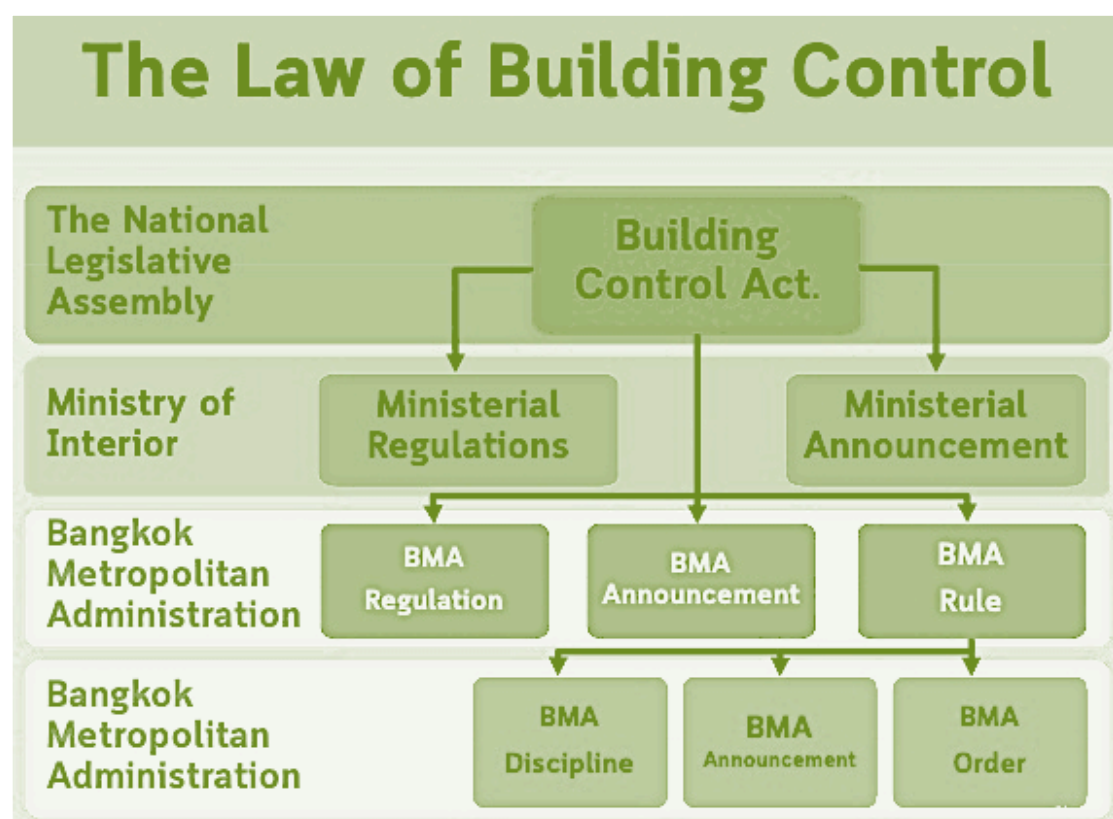 The Law of Building Control
The National
Legislative
Assembly
Building
Control Act.
Ministry of
Interior
Ministerial
Regulations
Ministerial
Announcement
Bangkok
Metropolitan
Administration
BMA
Regulation
BMA
Announcement
BMA
Rule
Bangkok
Metropolitan
Administration
BMA
Discipline
BMA
Announcement
BMA
Order